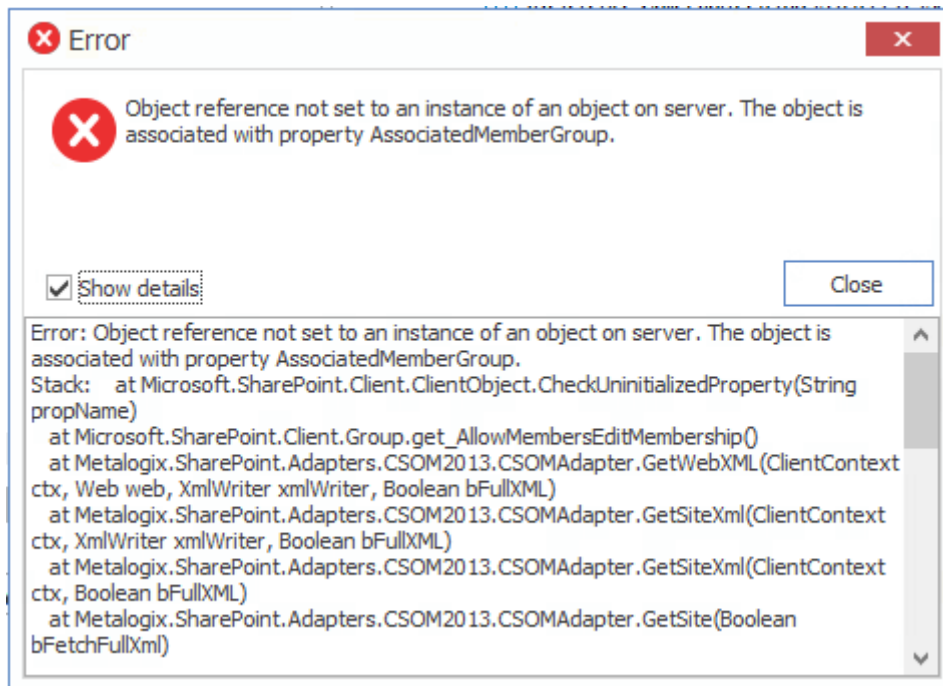 Error
Object reference not set to an instance of an object on server. The object is
associated with property AssociatedMemberGroup.
Show details
Close
Error: Object reference not set to an instance of an object on server. The object is
associated with property AssociatedMemberGroup.
Stack:    at Microsoft.SharePoint.Client.ClientObject.CheckUninitializedProperty(String
propName)
   at Microsoft.SharePoint.Client.Group.get_AllowMembersEditMembership()
   at Metalogix.SharePoint.Adapters.CSOM2013.CSOMAdapter.GetWebXML(ClientContext
ctx, Web web, XmlWriter xmlWriter, Boolean bFullXML)
   at Metalogix.SharePoint.Adapters.CSOM2013.CSOMAdapter.GetSiteXml(ClientContext
ctx, XmlWriter xmlWriter, Boolean bFullXML)
   at Metalogix.SharePoint.Adapters.CSOM2013.CSOMAdapter.GetSiteXml(ClientContext
ctx, Boolean bFullXML)
   at Metalogix.SharePoint.Adapters.CSOM2013.CSOMAdapter.GetSite(Boolean
bFetchFullXml)